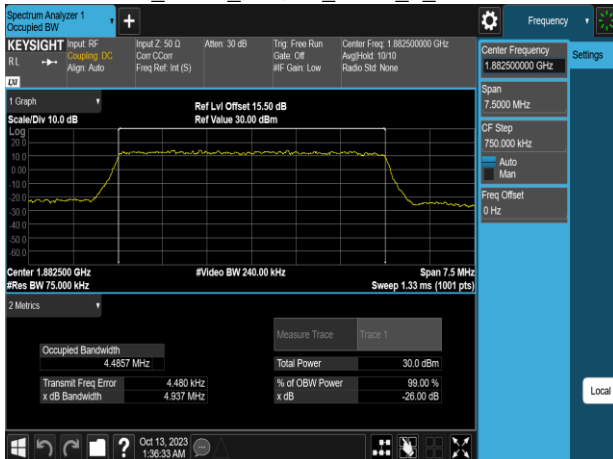 Spectrum Analyzer 1
Occupied BW
Frequency
KEYSIGHT Input: RF
RL Coupling: DC
Align: Auto
LXI
Input Z: 50 Ω
Corr CCorr
Freq Ref: Int (S)
Atten: 30 dB
Trig: Free Run
Gate: Off
#IF Gain: Low
Center Freq: 1.882500000 GHz
Avg|Hold: 10/10
Radio Std: None
Center Frequency
1.882500000 GHz
Settings
Span
7.5000 MHz
CF Step
750.000 kHz
Auto
Man
Freq Offset
0 Hz
1 Graph
Scale/Div 10.0 dB
Ref Lvl Offset 15.50 dB
Ref Value 30.00 dBm
Log
20.0
10.0
0.00
-10.0
-20.0
-30.0
-40.0
-50.0
-60.0
Center 1.882500 GHz
#Res BW 75.000 kHz
#Video BW 240.00 kHz
Span 7.5 MHz
Sweep 1.33 ms (1001 pts)
2 Metrics
Measure Trace Trace 1
Occupied Bandwidth
4.4857 MHz
Total Power 30.0 dBm
Transmit Freq Error 4.480 kHz
% of OBW Power 99.00 %
x dB Bandwidth 4.937 MHz
x dB -26.00 dB
Local
Oct 13, 2023
1:36:33 AM